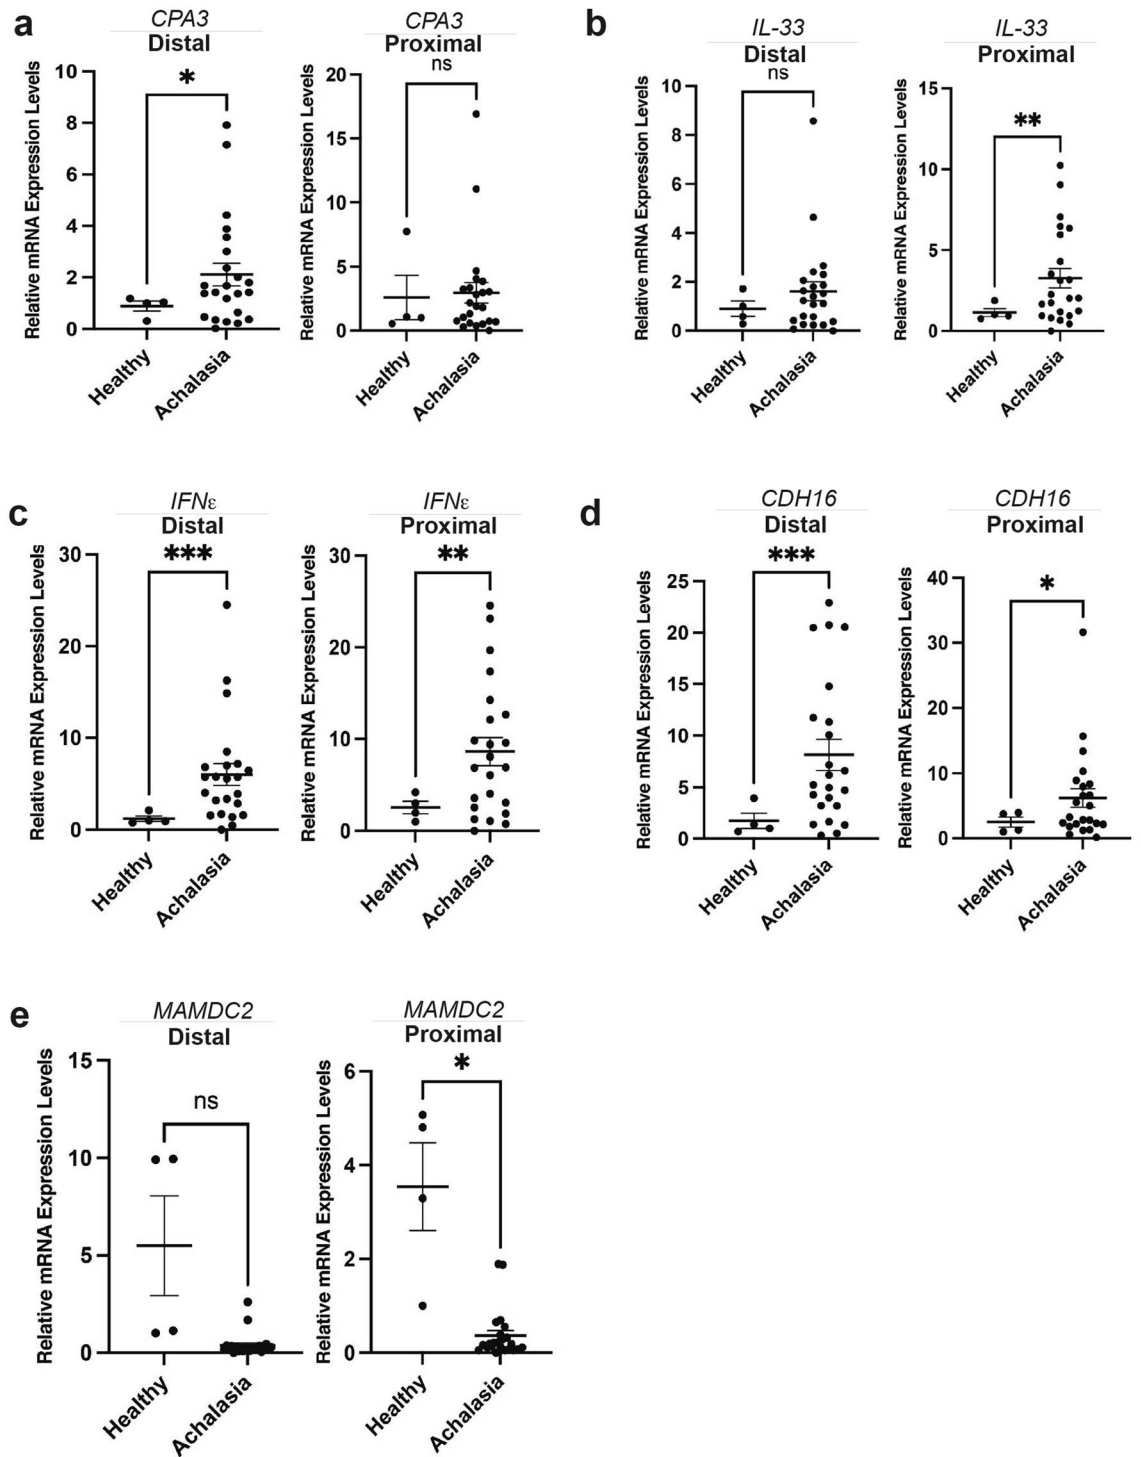 a
CPA3
Distal
*
Relative mRNA Expression Levels
10
8
6
4
2
0
Healthy
Achalasia
CPA3
Proximal
ns
Relative mRNA Expression Levels
20
15
10
5
0
Healthy
Achalasia
b
IL-33
Distal
ns
Relative mRNA Expression Levels
10
8
6
4
2
0
Healthy
Achalasia
IL-33
Proximal
**
Relative mRNA Expression Levels
15
10
5
0
Healthy
Achalasia
c
IFNε
Distal
***
Relative mRNA Expression Levels
30
20
10
0
Healthy
Achalasia
IFNε
Proximal
**
Relative mRNA Expression Levels
30
20
10
0
Healthy
Achalasia
d
CDH16
Distal
***
Relative mRNA Expression Levels
25
20
15
10
5
0
Healthy
Achalasia
CDH16
Proximal
*
Relative mRNA Expression Levels
40
30
20
10
0
Healthy
Achalasia
e
MAMDC2
Distal
ns
Relative mRNA Expression Levels
15
10
5
0
Healthy
Achalasia
MAMDC2
Proximal
*
Relative mRNA Expression Levels
6
4
2
0
Healthy
Achalasia